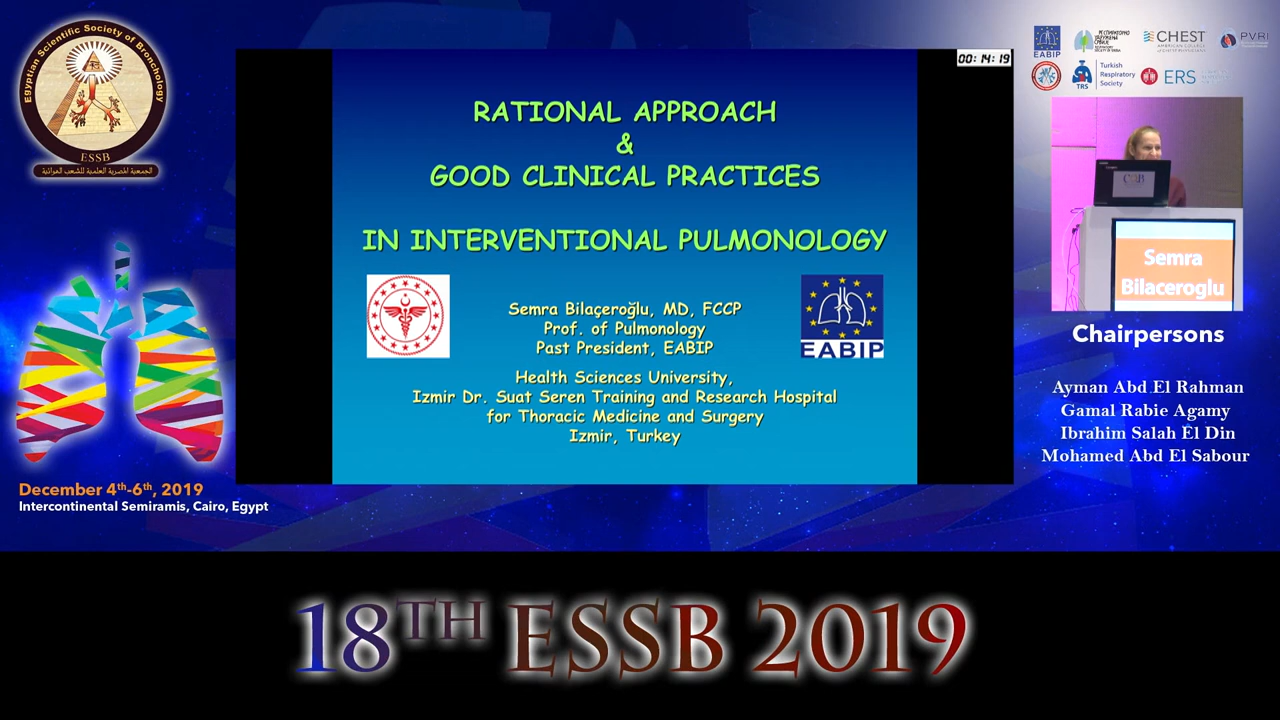 Egyptian Scientific Society of Bronchology
ESSB
الجمعية المصرية العلمية للشعب الهوائية
December 4th-6th, 2019
Intercontinental Semiramis, Cairo, Egypt
00:14:19
RATIONAL APPROACH
&
GOOD CLINICAL PRACTICES
IN INTERVENTIONAL PULMONOLOGY
Semra Bilaçeroğlu, MD, FCCP
Prof. of Pulmonology
Past President, EABIP
EABIP
Health Sciences University,
Izmir Dr. Suat Seren Training and Research Hospital
for Thoracic Medicine and Surgery
Izmir, Turkey
EABIP
CHEST
PVRI
TRS
Turkish
Respiratory
Society
ERS
Semra
Bilaceroglu
Chairpersons
Ayman Abd El Rahman
Gamal Rabie Agamy
Ibrahim Salah El Din
Mohamed Abd El Sabour
18TH ESSB 2019